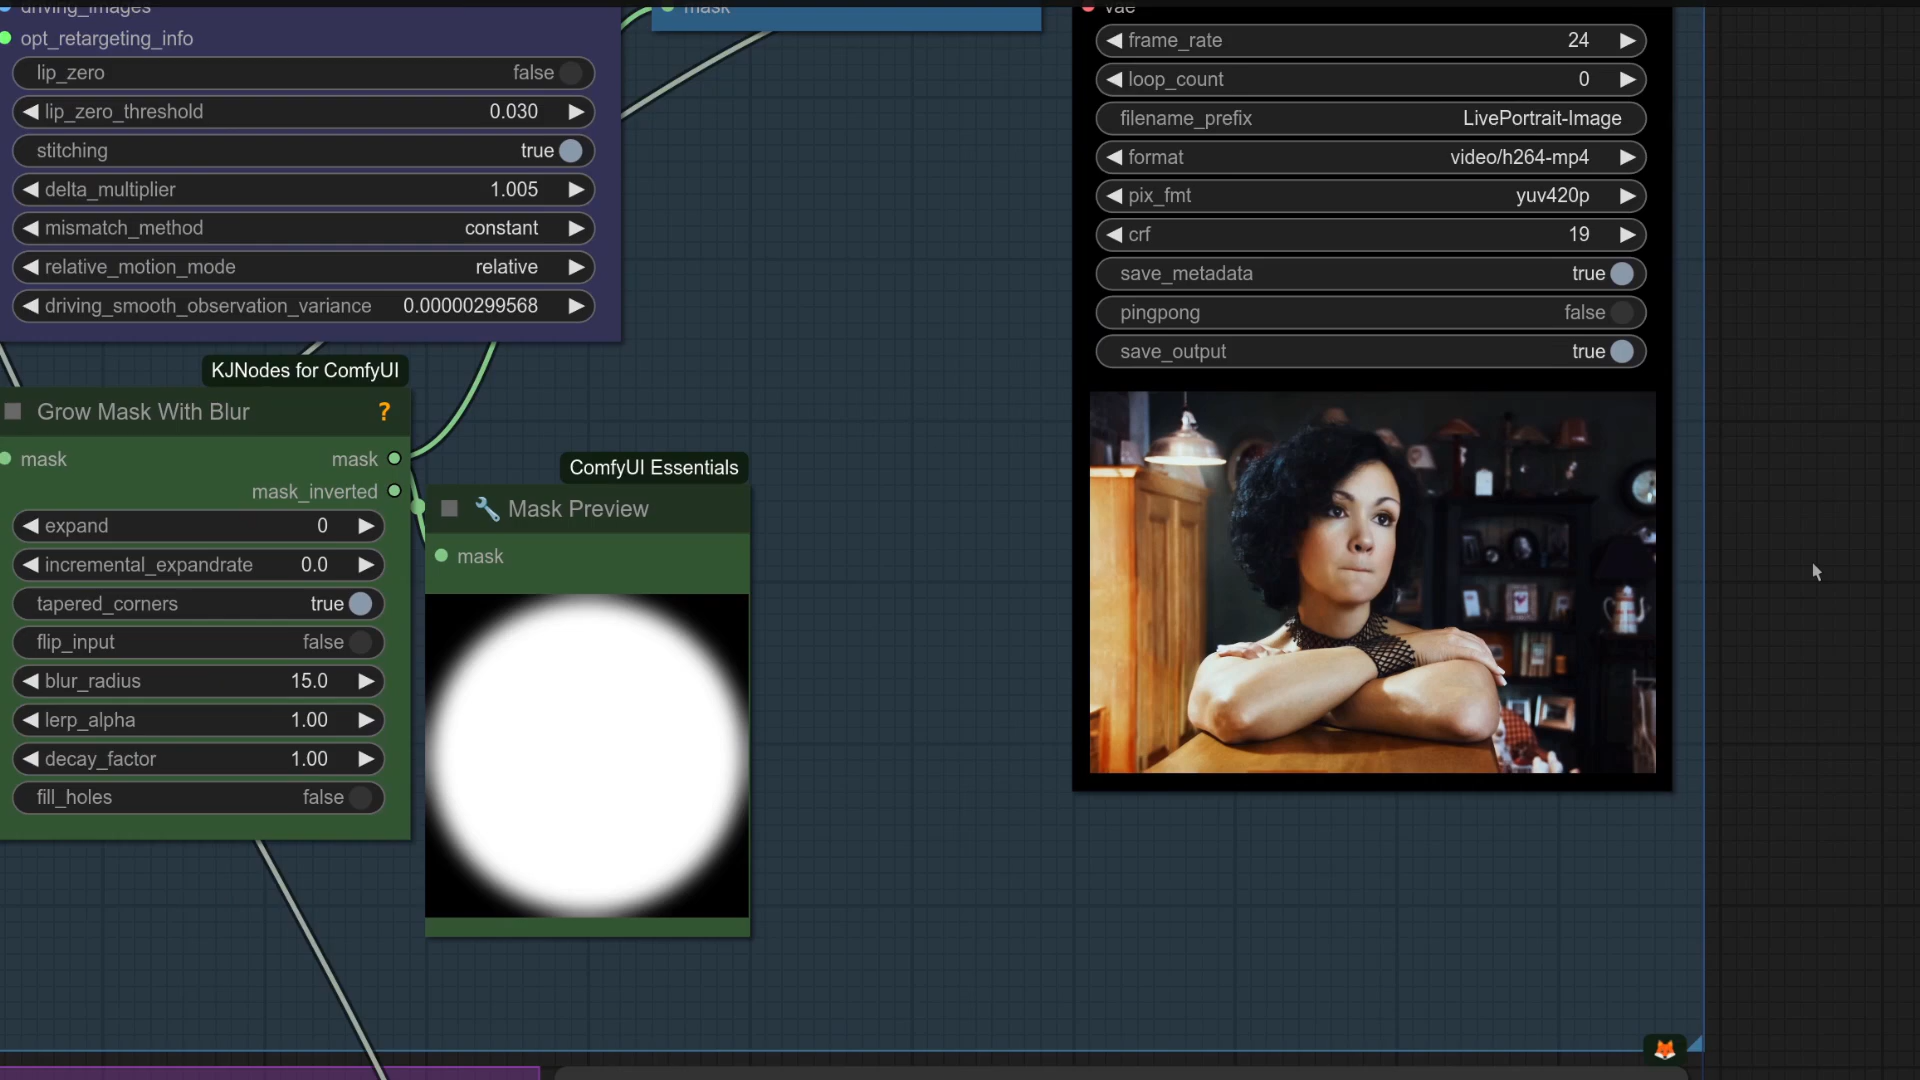 driving_images
opt_retargeting_info
lip_zero false
lip_zero_threshold 0.030
stitching true
delta_multiplier 1.005
mismatch_method constant
relative_motion_mode relative
driving_smooth_observation_variance 0.00000299568
KJNodes for ComfyUI
Grow Mask With Blur ?
mask mask
mask_inverted
expand 0
incremental_expandrate 0.0
tapered_corners true
flip_input false
blur_radius 15.0
lerp_alpha 1.00
decay_factor 1.00
fill_holes false
mask
ComfyUI Essentials
Mask Preview
mask
vae
frame_rate 24
loop_count 0
filename_prefix LivePortrait-Image
format video/h264-mp4
pix_fmt yuv420p
crf 19
save_metadata true
pingpong false
save_output true